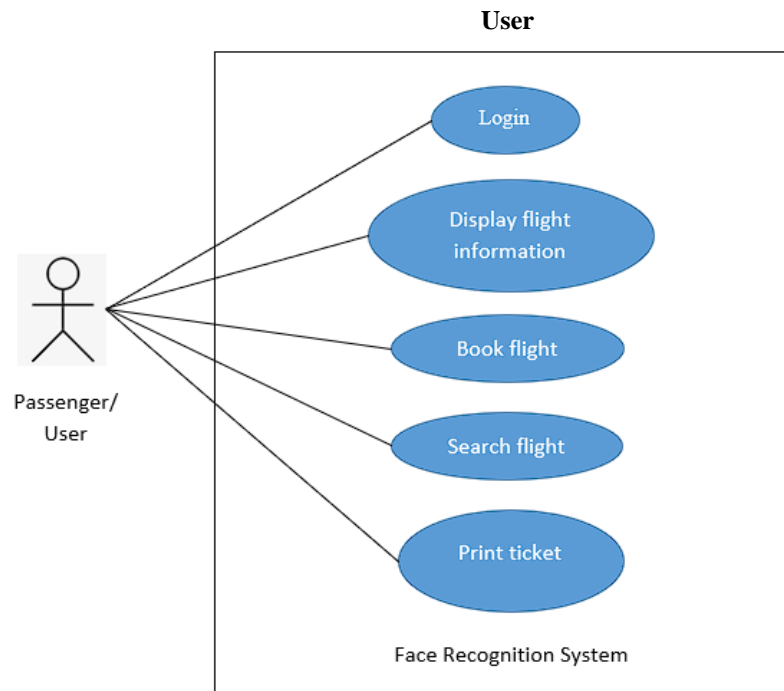 User
Login
Display flight
information
Book flight
Passenger/
User
Search flight
Print ticket
Face Recognition System